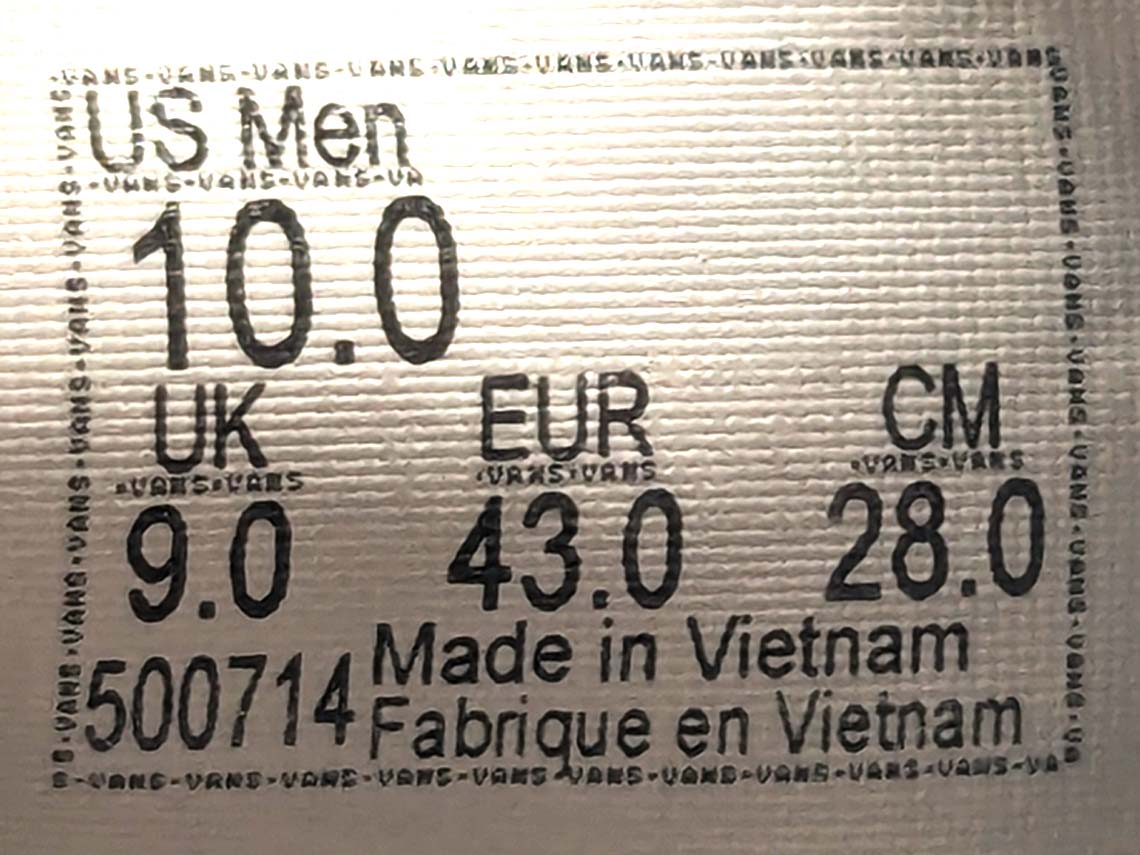 -VANS-VANS-VANS-VANS-VANS-VANS-VANS-VANS-VANS-VANS-VANS
US Men
-VANS-VANS-VANS-VA
10.0
UK EUR CM
-VANS-VANS -VANS-VANS -VANS-VANS
9.0 43.0 28.0
500714 Made in Vietnam
Fabrique en Vietnam
-VANS-VANS-VANS-VANS-VANS-VANS-VANS-VANS-VANS-VANS-VA